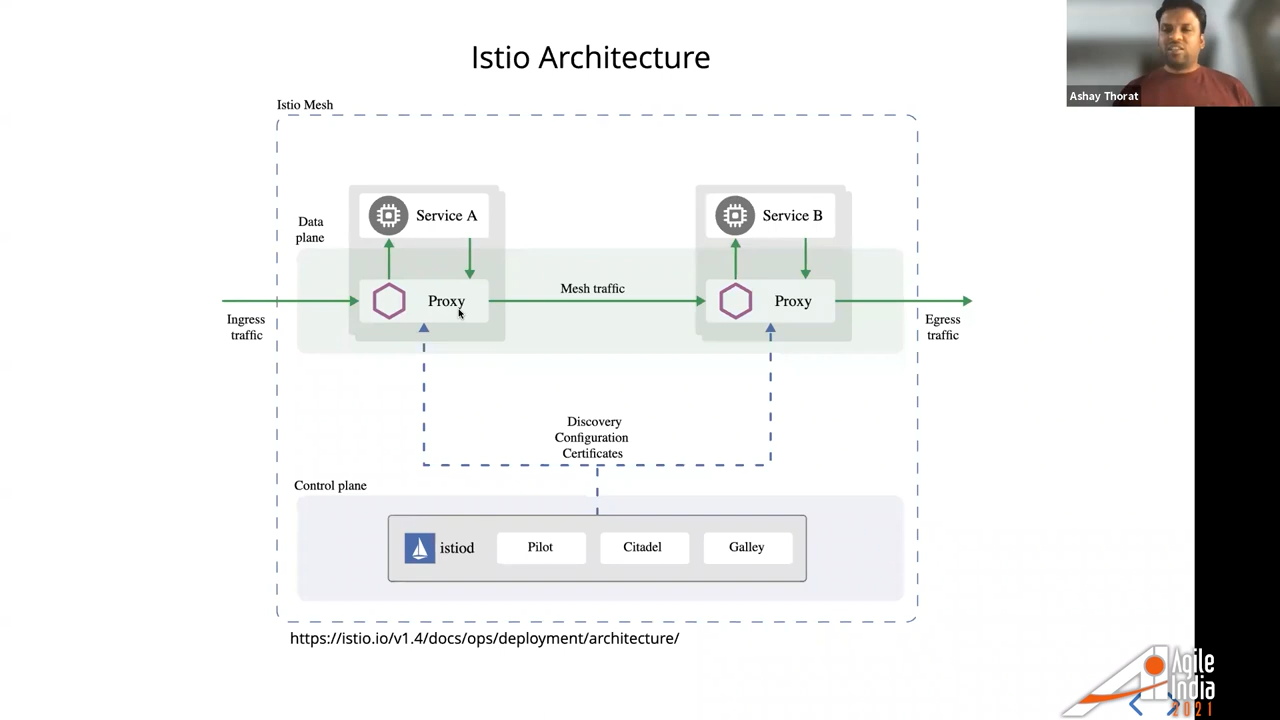 Istio Architecture
Ashay Thorat
Istio Mesh
Service A
Service B
Data
plane
Proxy
Mesh traffic
Proxy
Ingress
traffic
Egress
traffic
Discovery
Configuration
Certificates
Control plane
istiod
Pilot
Citadel
Galley
https://istio.io/v1.4/docs/ops/deployment/architecture/
Agile
India
2021